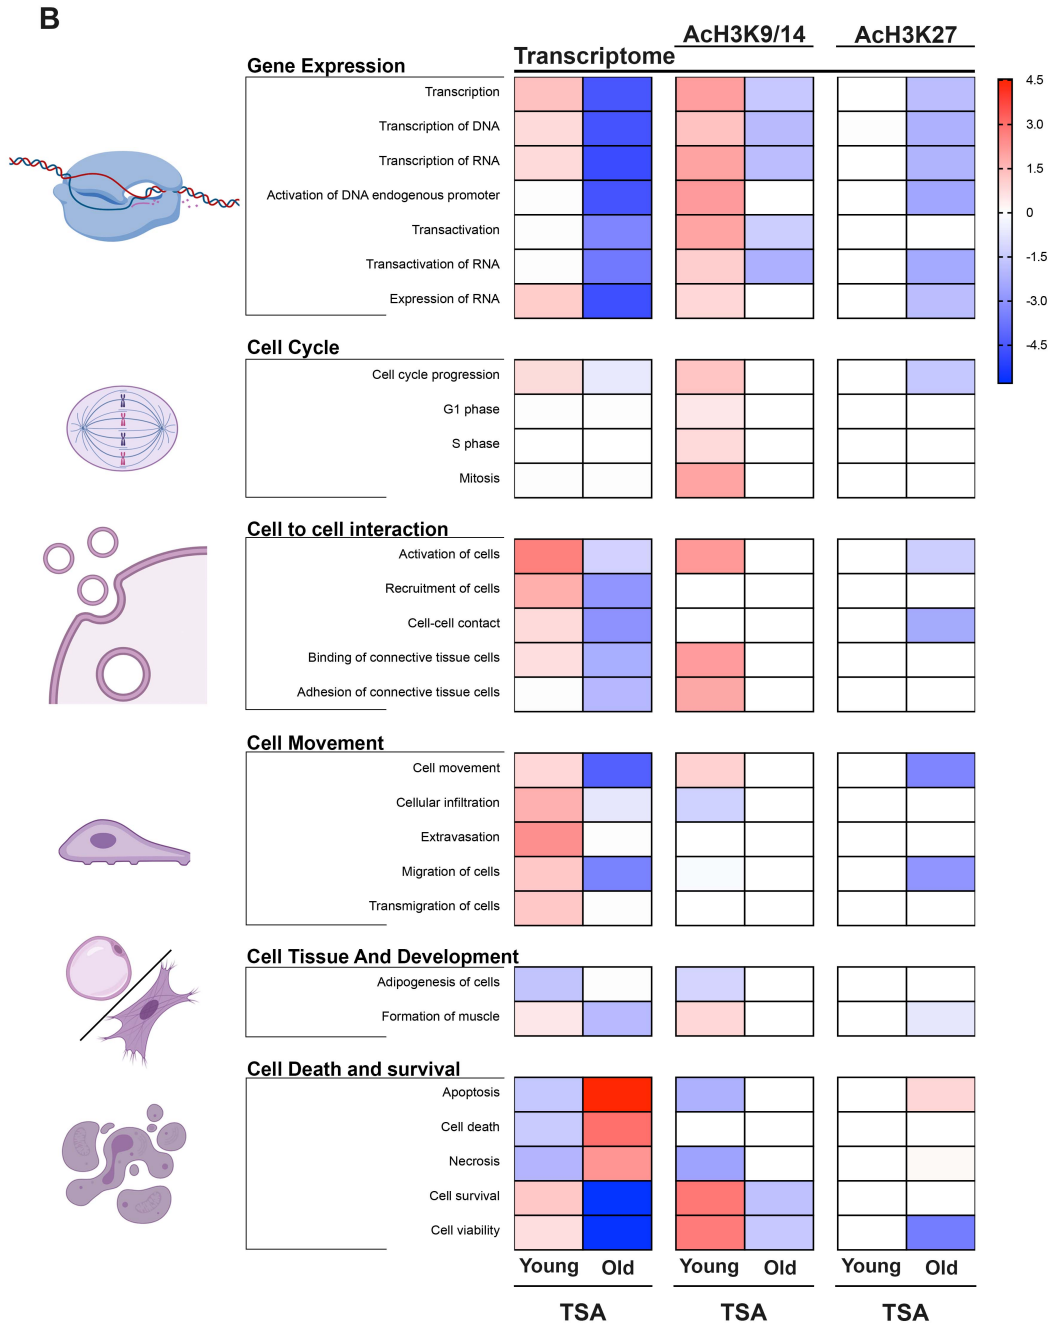 B
AcH3K9/14
AcH3K27
Transcriptome
Gene Expression
Transcription
Transcription of DNA
Transcription of RNA
Activation of DNA endogenous promoter
Transactivation
Transactivation of RNA
Expression of RNA
4.5
3.0
1.5
0
-1.5
-3.0
-4.5
Cell Cycle
Cell cycle progression
G1 phase
S phase
Mitosis
Cell to cell interaction
Activation of cells
Recruitment of cells
Cell-cell contact
Binding of connective tissue cells
Adhesion of connective tissue cells
Cell Movement
Cell movement
Cellular infiltration
Extravasation
Migration of cells
Transmigration of cells
Cell Tissue And Development
Adipogenesis of cells
Formation of muscle
Cell Death and survival
Apoptosis
Cell death
Necrosis
Cell survival
Cell viability
Young Old Young Old Young Old
TSA TSA TSA